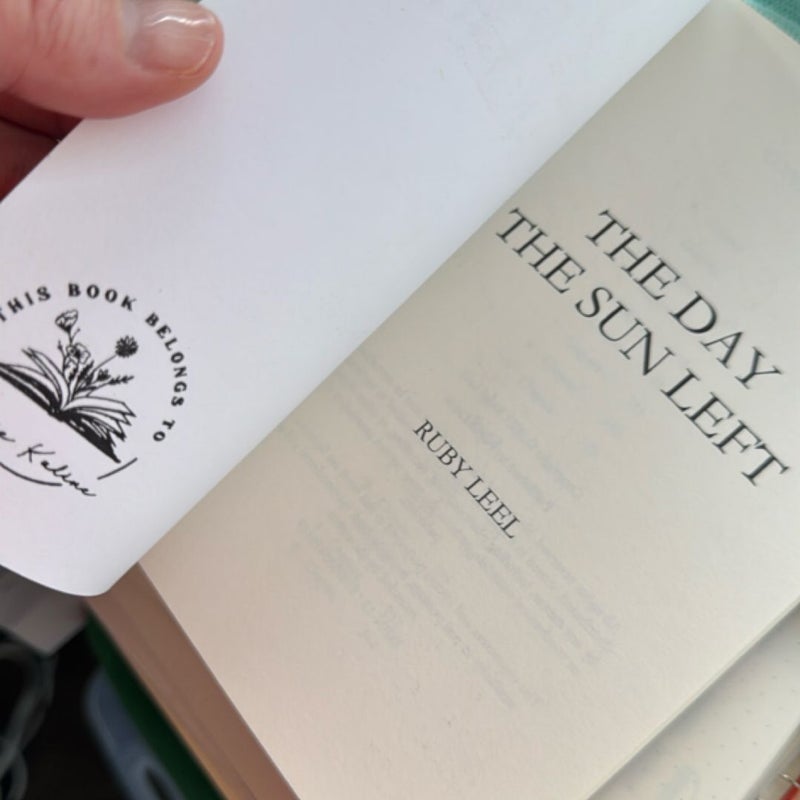 THIS BOOK BELONGS TO
THE DAY
THE SUN LEFT
RUBY LEEL